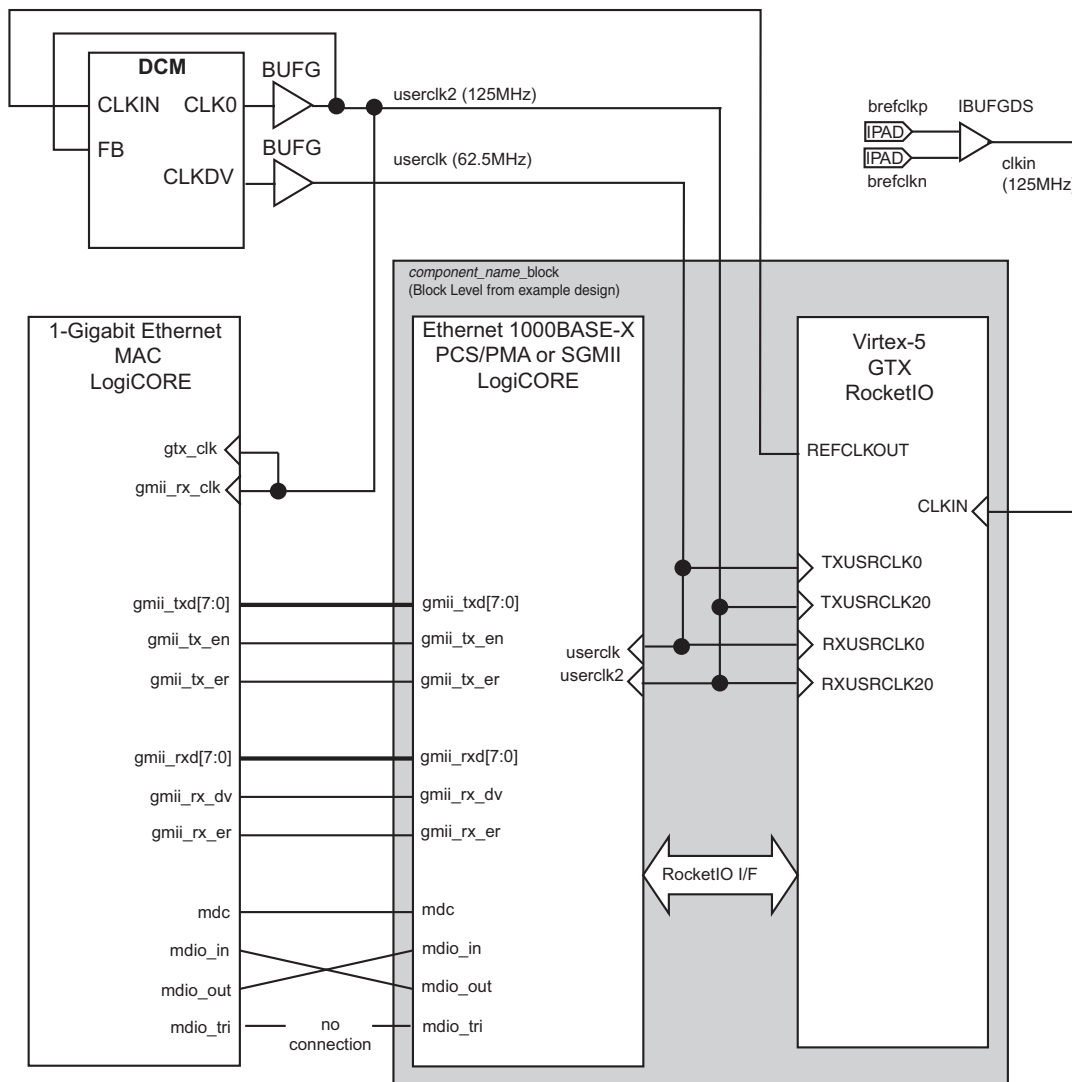 DCM
BUFG
CLKIN
CLK0
userclk2 (125MHz)
FB
BUFG
CLKDV
userclk (62.5MHz)
brefclkp
IBUFGDS
IPAD
IPAD
brefclkn
clkin
(125MHz)
component_name_block
(Block Level from example design)
1-Gigabit Ethernet
MAC
LogiCORE
gtx_clk
gmii_rx_clk
gmii_txd[7:0]
gmii_tx_en
gmii_tx_er
gmii_rxd[7:0]
gmii_rx_dv
gmii_rx_er
mdc
mdio_in
mdio_out
mdio_tri
no
connection
Ethernet 1000BASE-X
PCS/PMA or SGMII
LogiCORE
gmii_txd[7:0]
gmii_tx_en
gmii_tx_er
userclk
userclk2
gmii_rxd[7:0]
gmii_rx_dv
gmii_rx_er
mdc
mdio_in
mdio_out
mdio_tri
RocketIO I/F
Virtex-5
GTX
RocketIO
REFCLKOUT
CLKIN
TXUSRCLK0
TXUSRCLK20
RXUSRCLK0
RXUSRCLK20